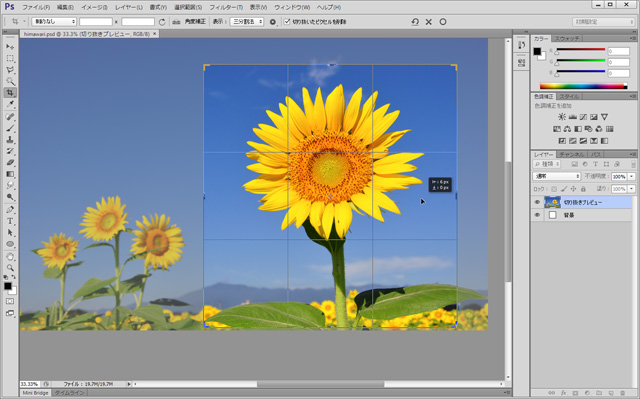 Ps ファイル(F) 編集(E) イメージ(I) レイヤー(L) 書式(Y) 選択範囲(S) フィルター(T) 表示(V) ウィンドウ(W) ヘルプ(H)
制約なし x 角度補正 表示: 三分割法 切り抜いたピクセルを削除 初期設定
himawari.psd @ 33.3% (切り抜きプレビュー, RGB/8) ×
カラー スウォッチ
R 0
G 0
B 0
色調補正 スタイル
色調補正を追加
レイヤー チャンネル パス
種類
通常 不透明度: 100%
ロック: 塗り: 100%
切り抜きプレビュー
背景
33.33% ファイル: 19.7M/19.7M
Mini Bridge タイムライン